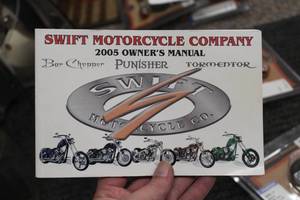 SWIFT MOTORCYCLE COMPANY
2005 OWNER'S MANUAL
Bar Chopper PUNISHER TORMENTOR
SWIFT
MOTORCYCLE CO.